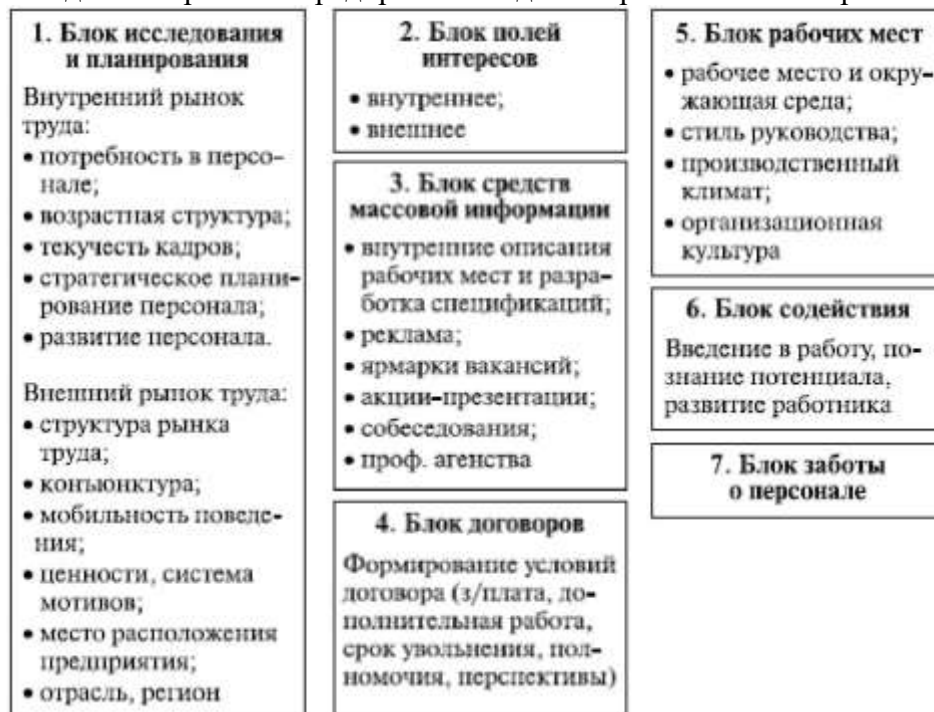 1. Блок исследования
и планирования
Внутренний рынок
труда:
• потребность в персо-
нале;
• возрастная структура;
• текучесть кадров;
• стратегическое плани-
рование персонала;
• развитие персонала.
Внешний рынок труда:
• структура рынка
труда;
• конъюнктура;
• мобильность поведе-
ния;
• ценности, система
мотивов;
• место расположения
предприятия;
• отрасль, регион
2. Блок полей
интересов
• внутреннее;
• внешнее
3. Блок средств
массовой информации
• внутренние описания
рабочих мест и разра-
ботка спецификаций;
• реклама;
• ярмарки вакансий;
• акции-презентации;
• собеседования;
• проф. агенства
4. Блок договоров
Формирование условий
договора (з/плата, до-
полнительная работа,
срок увольнения, пол-
номочия, перспективы)
5. Блок рабочих мест
• рабочее место и окру-
жающая среда;
• стиль руководства;
• производственный
климат;
• организационная
культура
6. Блок содействия
Введение в работу, по-
знание потенциала,
развитие работника
7. Блок заботы
о персонале